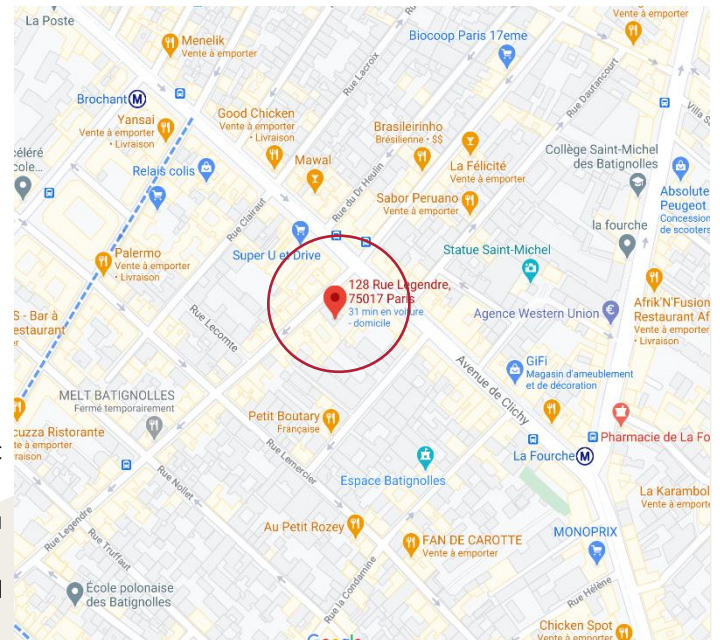 La Poste
Menelik
Vente à emporter
Vente à emporter
Biocoop Paris 17eme
Rue Lacroix
Rue Dautancourt
Brochant
M
Yansai
Vente à emporter
• Livraison
Good Chicken
Vente à emporter
• Livraison
Brasileirinho
Brésilienne • $$
Mawal
La Félicité
Vente à emporter
Collège Saint-Michel
des Batignolles
Relais colis
Rue du Dr Heulin
Sabor Peruano
Vente à emporter
Absolute
Peugeot
Concession
de scooters
Rue Clairaut
la fourche
Super U et Drive
Statue Saint-Michel
Palermo
Vente à emporter
• Livraison
128 Rue Legendre,
75017 Paris
31 min en voiture
- domicile
S - Bar à
Agence Western Union
Afrik'N'Fusion
Restaurant Af
Vente à emporter
• Livraison
Rue Lecomte
Avenue de Clichy
GiFi
Magasin d'ameublement
et de décoration
MELT BATIGNOLLES
Fermé temporairement
Petit Boutary
Française
cuzza Ristorante
Pharmacie de La Fo
La Fourche
M
Rue Lemercier
Espace Batignolles
Rue Nollet
La Karambol
Vente à emporte
Rue Legendre
Au Petit Rozey
FAN DE CAROTTE
Vente à emporter
MONOPRIX
Rue Truffaut
Rue la Condamine
École polonaise
des Batignolles
Rue Hélène
Chicken Spot
Vente à emporter